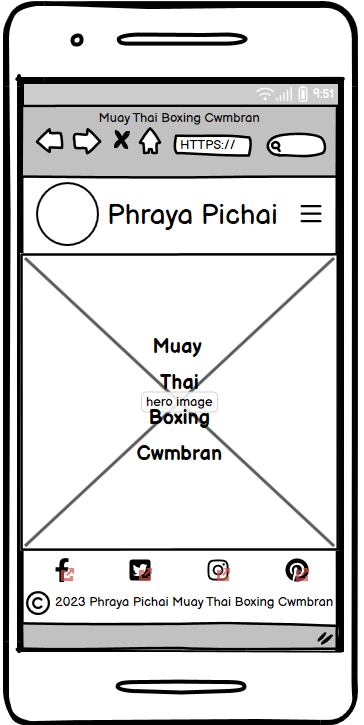 9:51
Muay Thai Boxing Cwmbran
HTTPS://
Phraya Pichai
Muay
Thai
hero image
Boxing
Cwmbran
© 2023 Phraya Pichai Muay Thai Boxing Cwmbran